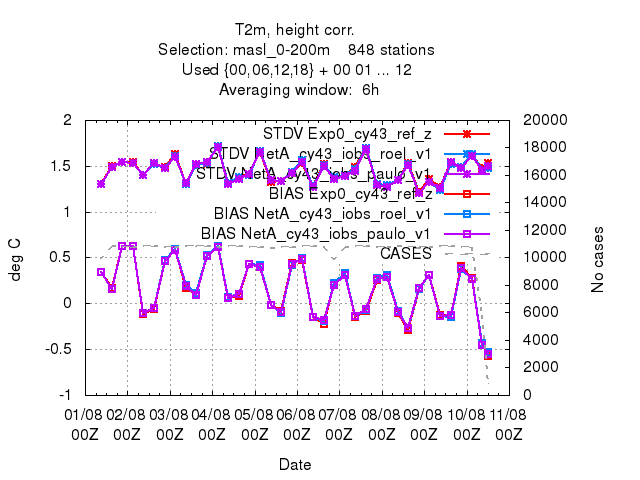 T2m, height corr.
Selection: masl_0-200m 848 stations
Used {00,06,12,18} + 00 01 ... 12
Averaging window: 6h
deg C
2
1.5
1
0.5
0
-0.5
-1
STDV Exp0_cy43_ref_z
STDV NetA_cy43_iobs_roel_v1
STDV NetA_cy43_iobs_paulo_v1
BIAS Exp0_cy43_ref_z
BIAS NetA_cy43_iobs_roel_v1
BIAS NetA_cy43_iobs_paulo_v1
CASES
20000
18000
16000
14000
12000
10000
8000
6000
4000
2000
0
No cases
01/08 02/08 03/08 04/08 05/08 06/08 07/08 08/08 09/08 10/08 11/08
00Z 00Z 00Z 00Z 00Z 00Z 00Z 00Z 00Z 00Z 00Z
Date